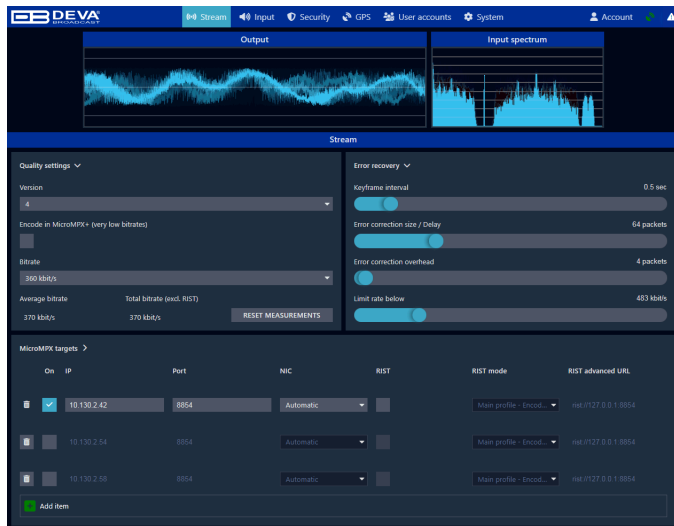 DEVA
BROADCAST
Stream Input Security GPS User accounts System Account
Output Input spectrum
Stream
Quality settings
Version
4
Encode in MicroMPX+ (very low bitrates)
Bitrate
360 kbit/s
Average bitrate Total bitrate (excl. RIST)
370 kbit/s 370 kbit/s RESET MEASUREMENTS
Error recovery
Keyframe interval 0.5 sec
Error correction size / Delay 64 packets
Error correction overhead 4 packets
Limit rate below 483 kbit/s
MicroMPX targets
On IP Port NIC RIST RIST mode RIST advanced URL
10.130.2.42 8854 Automatic Main profile - Encod... rist://127.0.0.1:8854
10.130.2.54 8854 Automatic Main profile - Encod... rist://127.0.0.1:8854
10.130.2.58 8854 Automatic Main profile - Encod... rist://127.0.0.1:8854
+ Add item